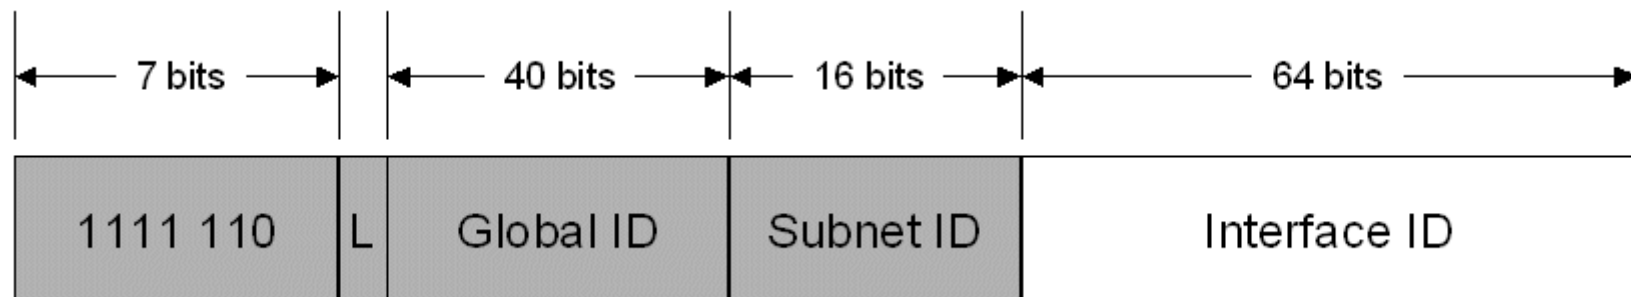 7 bits 40 bits 16 bits 64 bits
1111 110 L Global ID Subnet ID Interface ID